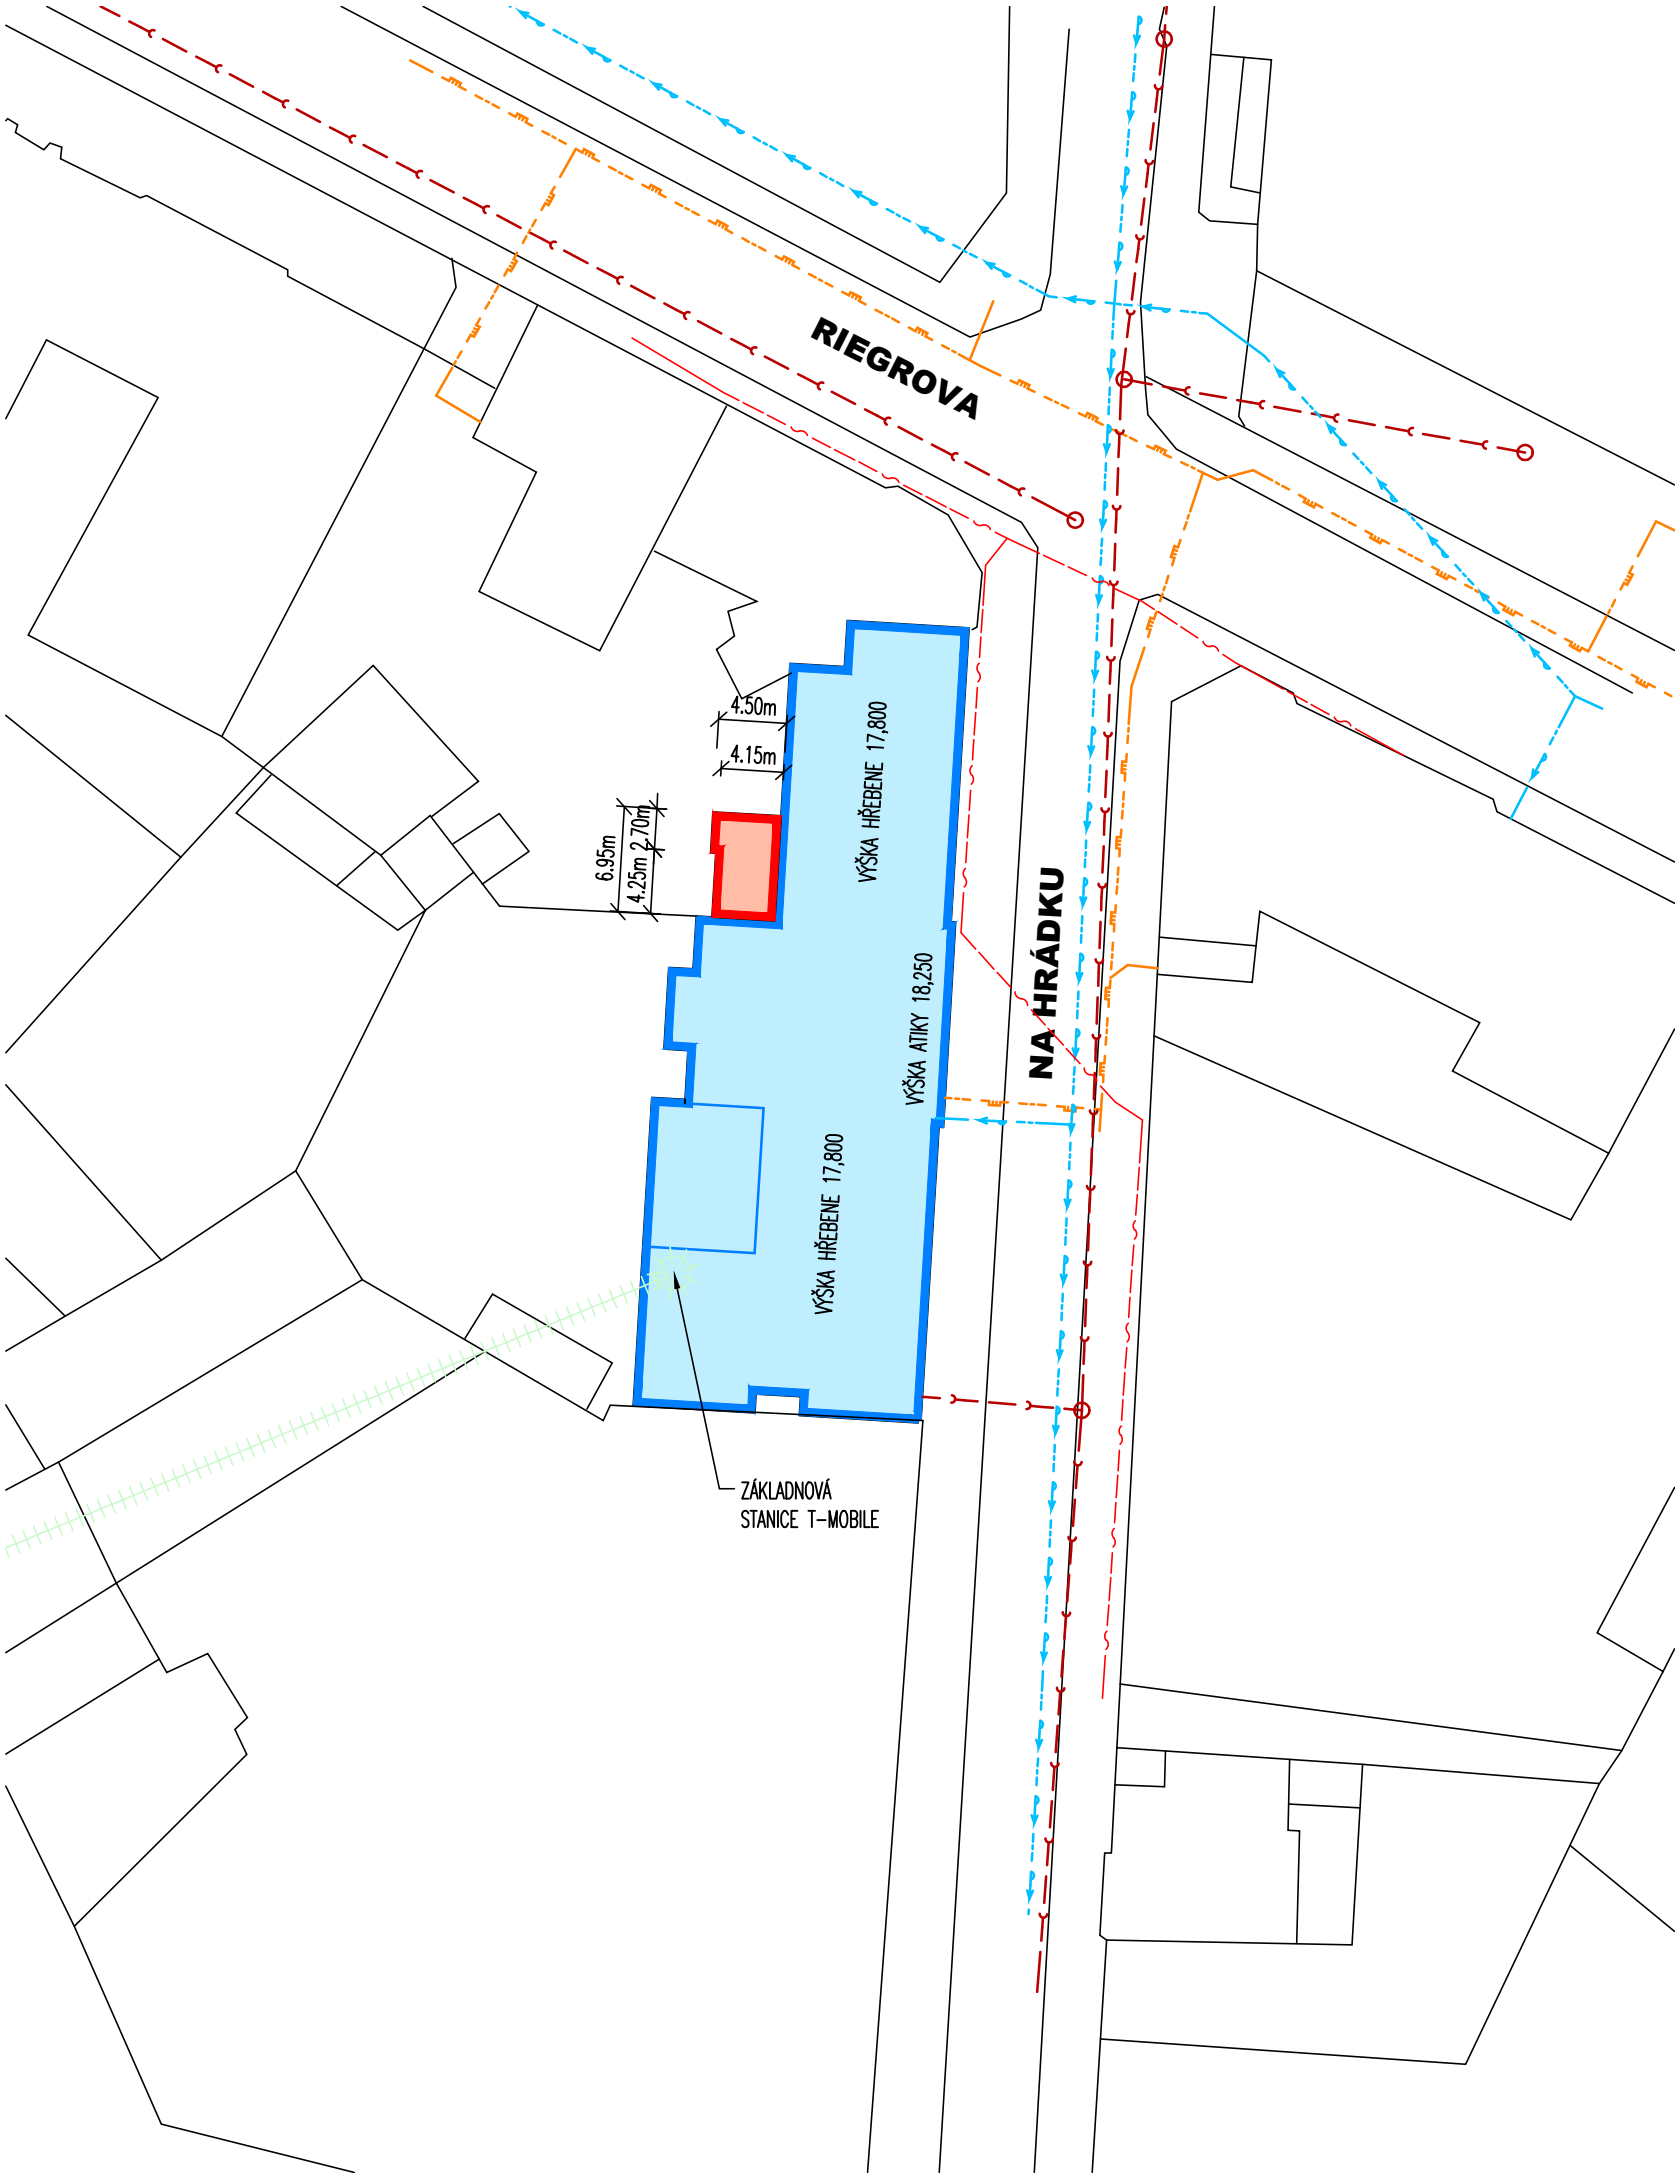 RIEGROVA
4.50m
4.15m
VÝŠKA HŘEBENE 17,800
6.95m
2.70m
4.25m
NA HRÁDKU
VÝŠKA ATIKY 18,250
VÝŠKA HŘEBENE 17,800
ZÁKLADNOVÁ
STANICE T-MOBILE